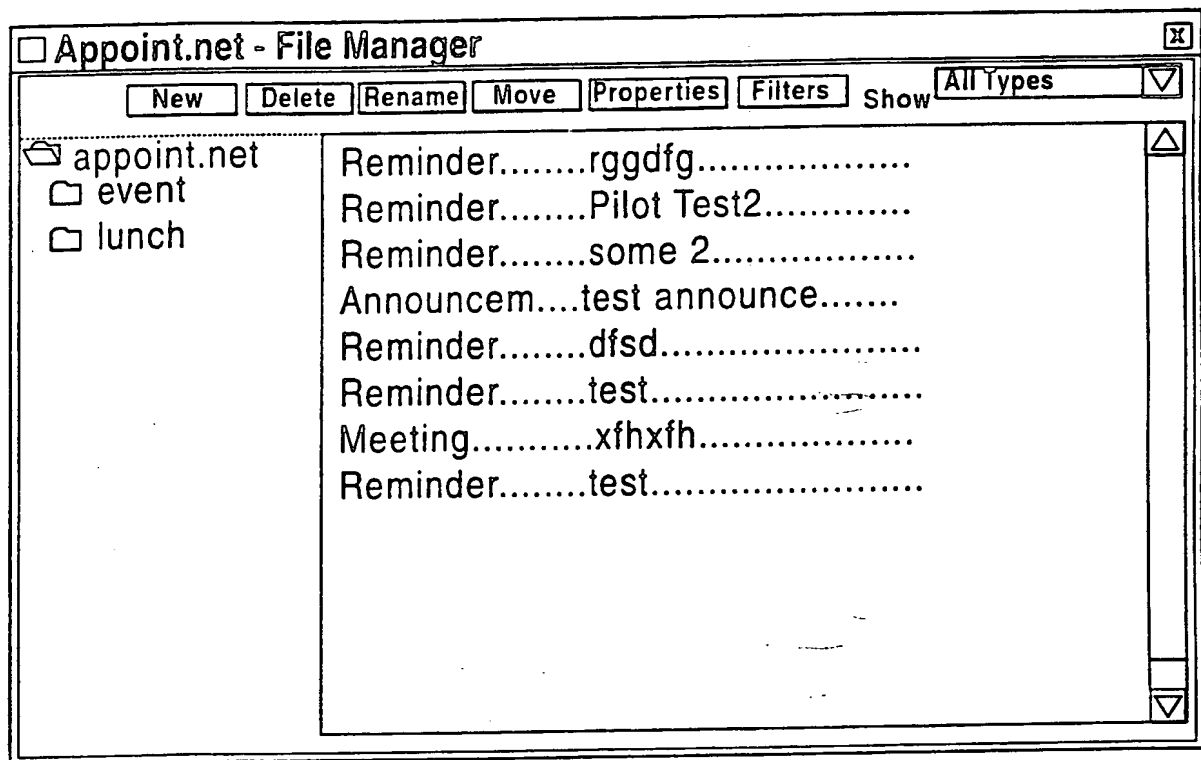 Appoint.net - File Manager
New Delete Rename Move Properties Filters Show All Types
appoint.net
event
lunch
Reminder........rggdfg...................
Reminder........Pilot Test2.............
Reminder........some 2..................
Announcem....test announce.......
Reminder........dfsd........................
Reminder........test.........................
Meeting...........xfhxfh....................
Reminder........test.........................